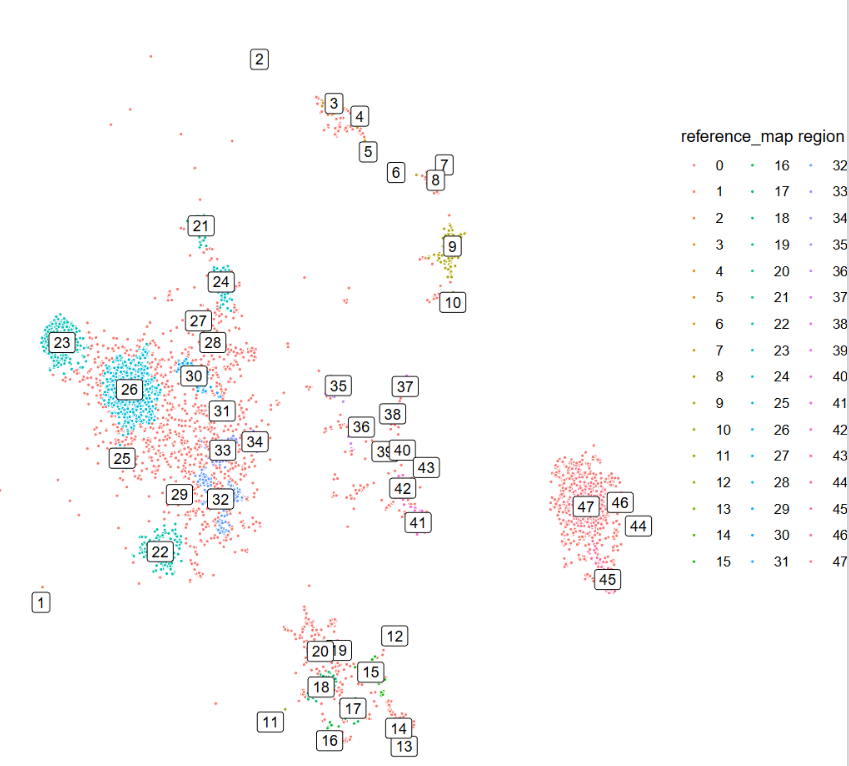 2
3
4
5
6
7
8
9
10
21
24
27
28
23
26
30
31
25
33
34
29
32
22
1
35
37
36
38
39
40
43
42
41
47
46
44
45
20
19
12
15
18
17
11
16
14
13
reference_map region
0 16 32
1 17 33
2 18 34
3 19 35
4 20 36
5 21 37
6 22 38
7 23 39
8 24 40
9 25 41
10 26 42
11 27 43
12 28 44
13 29 45
14 30 46
15 31 47